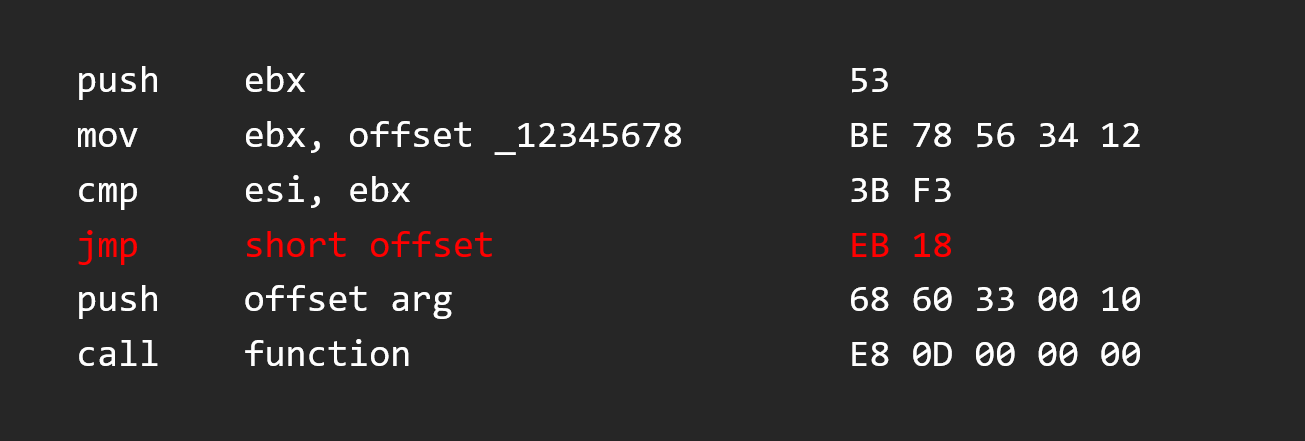 push ebx 53
mov ebx, offset _12345678 BE 78 56 34 12
cmp esi, ebx 3B F3
jmp short offset EB 18
push offset arg 68 60 33 00 10
call function E8 0D 00 00 00